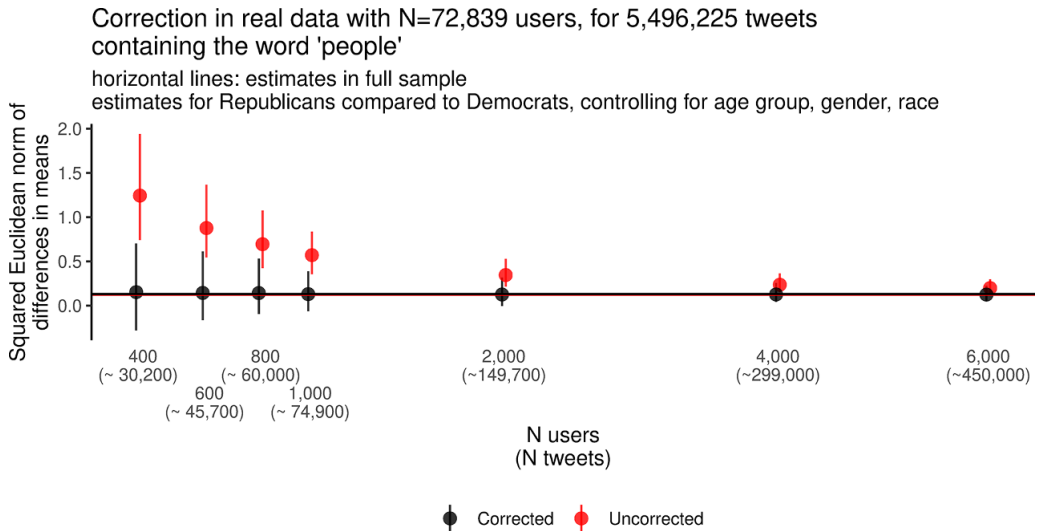 Correction in real data with N=72,839 users, for 5,496,225 tweets
containing the word 'people'
horizontal lines: estimates in full sample
estimates for Republicans compared to Democrats, controlling for age group, gender, race
Squared Euclidean norm of
differences in means
2.0
1.5
1.0
0.5
0.0
400
(~ 30,200)
600
(~ 45,700)
800
(~ 60,000)
1,000
(~ 74,900)
2,000
(~149,700)
4,000
(~299,000)
6,000
(~450,000)
N users
(N tweets)
Corrected
Uncorrected